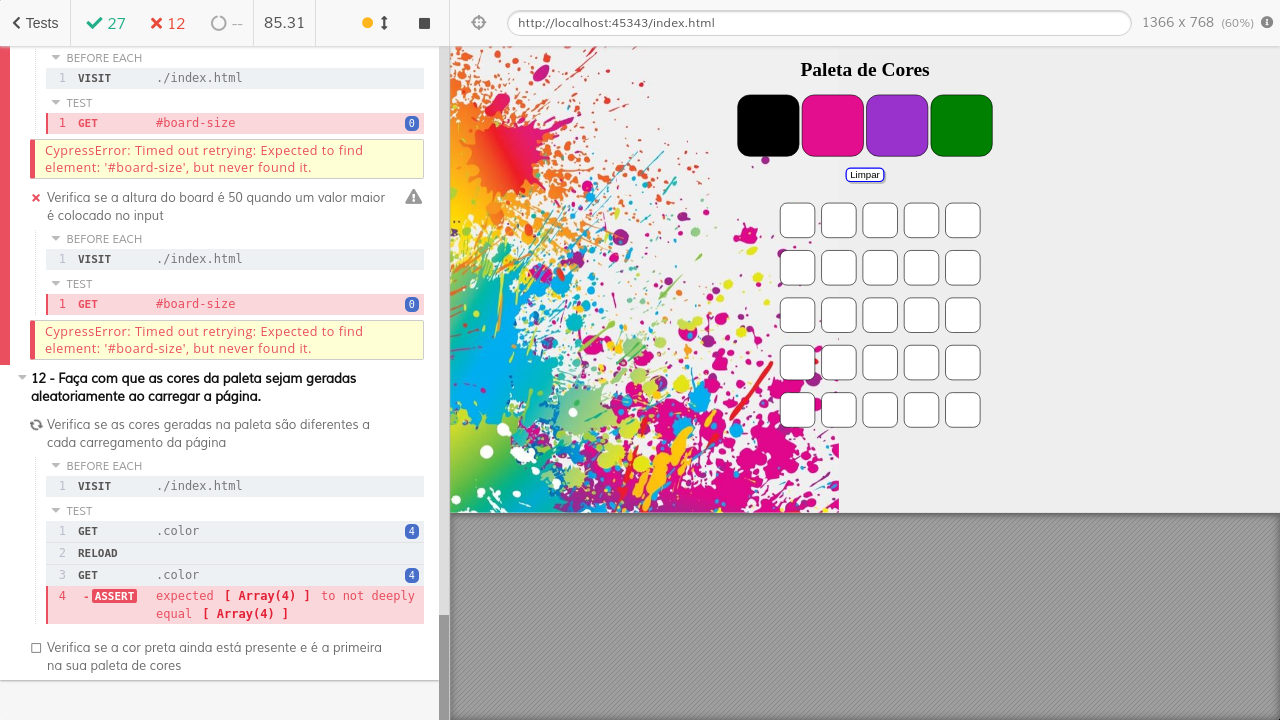 Tests 27 12 -- 85.31 http://localhost:45343/index.html 1366 x 768 (60%)
BEFORE EACH
1 VISIT ./index.html
TEST
1 GET #board-size 0
CypressError: Timed out retrying: Expected to find
element: '#board-size', but never found it.
Verifica se a altura do board é 50 quando um valor maior
é colocado no input
BEFORE EACH
1 VISIT ./index.html
TEST
1 GET #board-size 0
CypressError: Timed out retrying: Expected to find
element: '#board-size', but never found it.
12 - Faça com que as cores da paleta sejam geradas
aleatoriamente ao carregar a página.
Verifica se as cores geradas na paleta são diferentes a
cada carregamento da página
BEFORE EACH
1 VISIT ./index.html
TEST
1 GET .color 4
2 RELOAD
3 GET .color 4
4 -ASSERT expected [ Array(4) ] to not deeply
equal [ Array(4) ]
Verifica se a cor preta ainda está presente e é a primeira
na sua paleta de cores
Paleta de Cores
Limpar